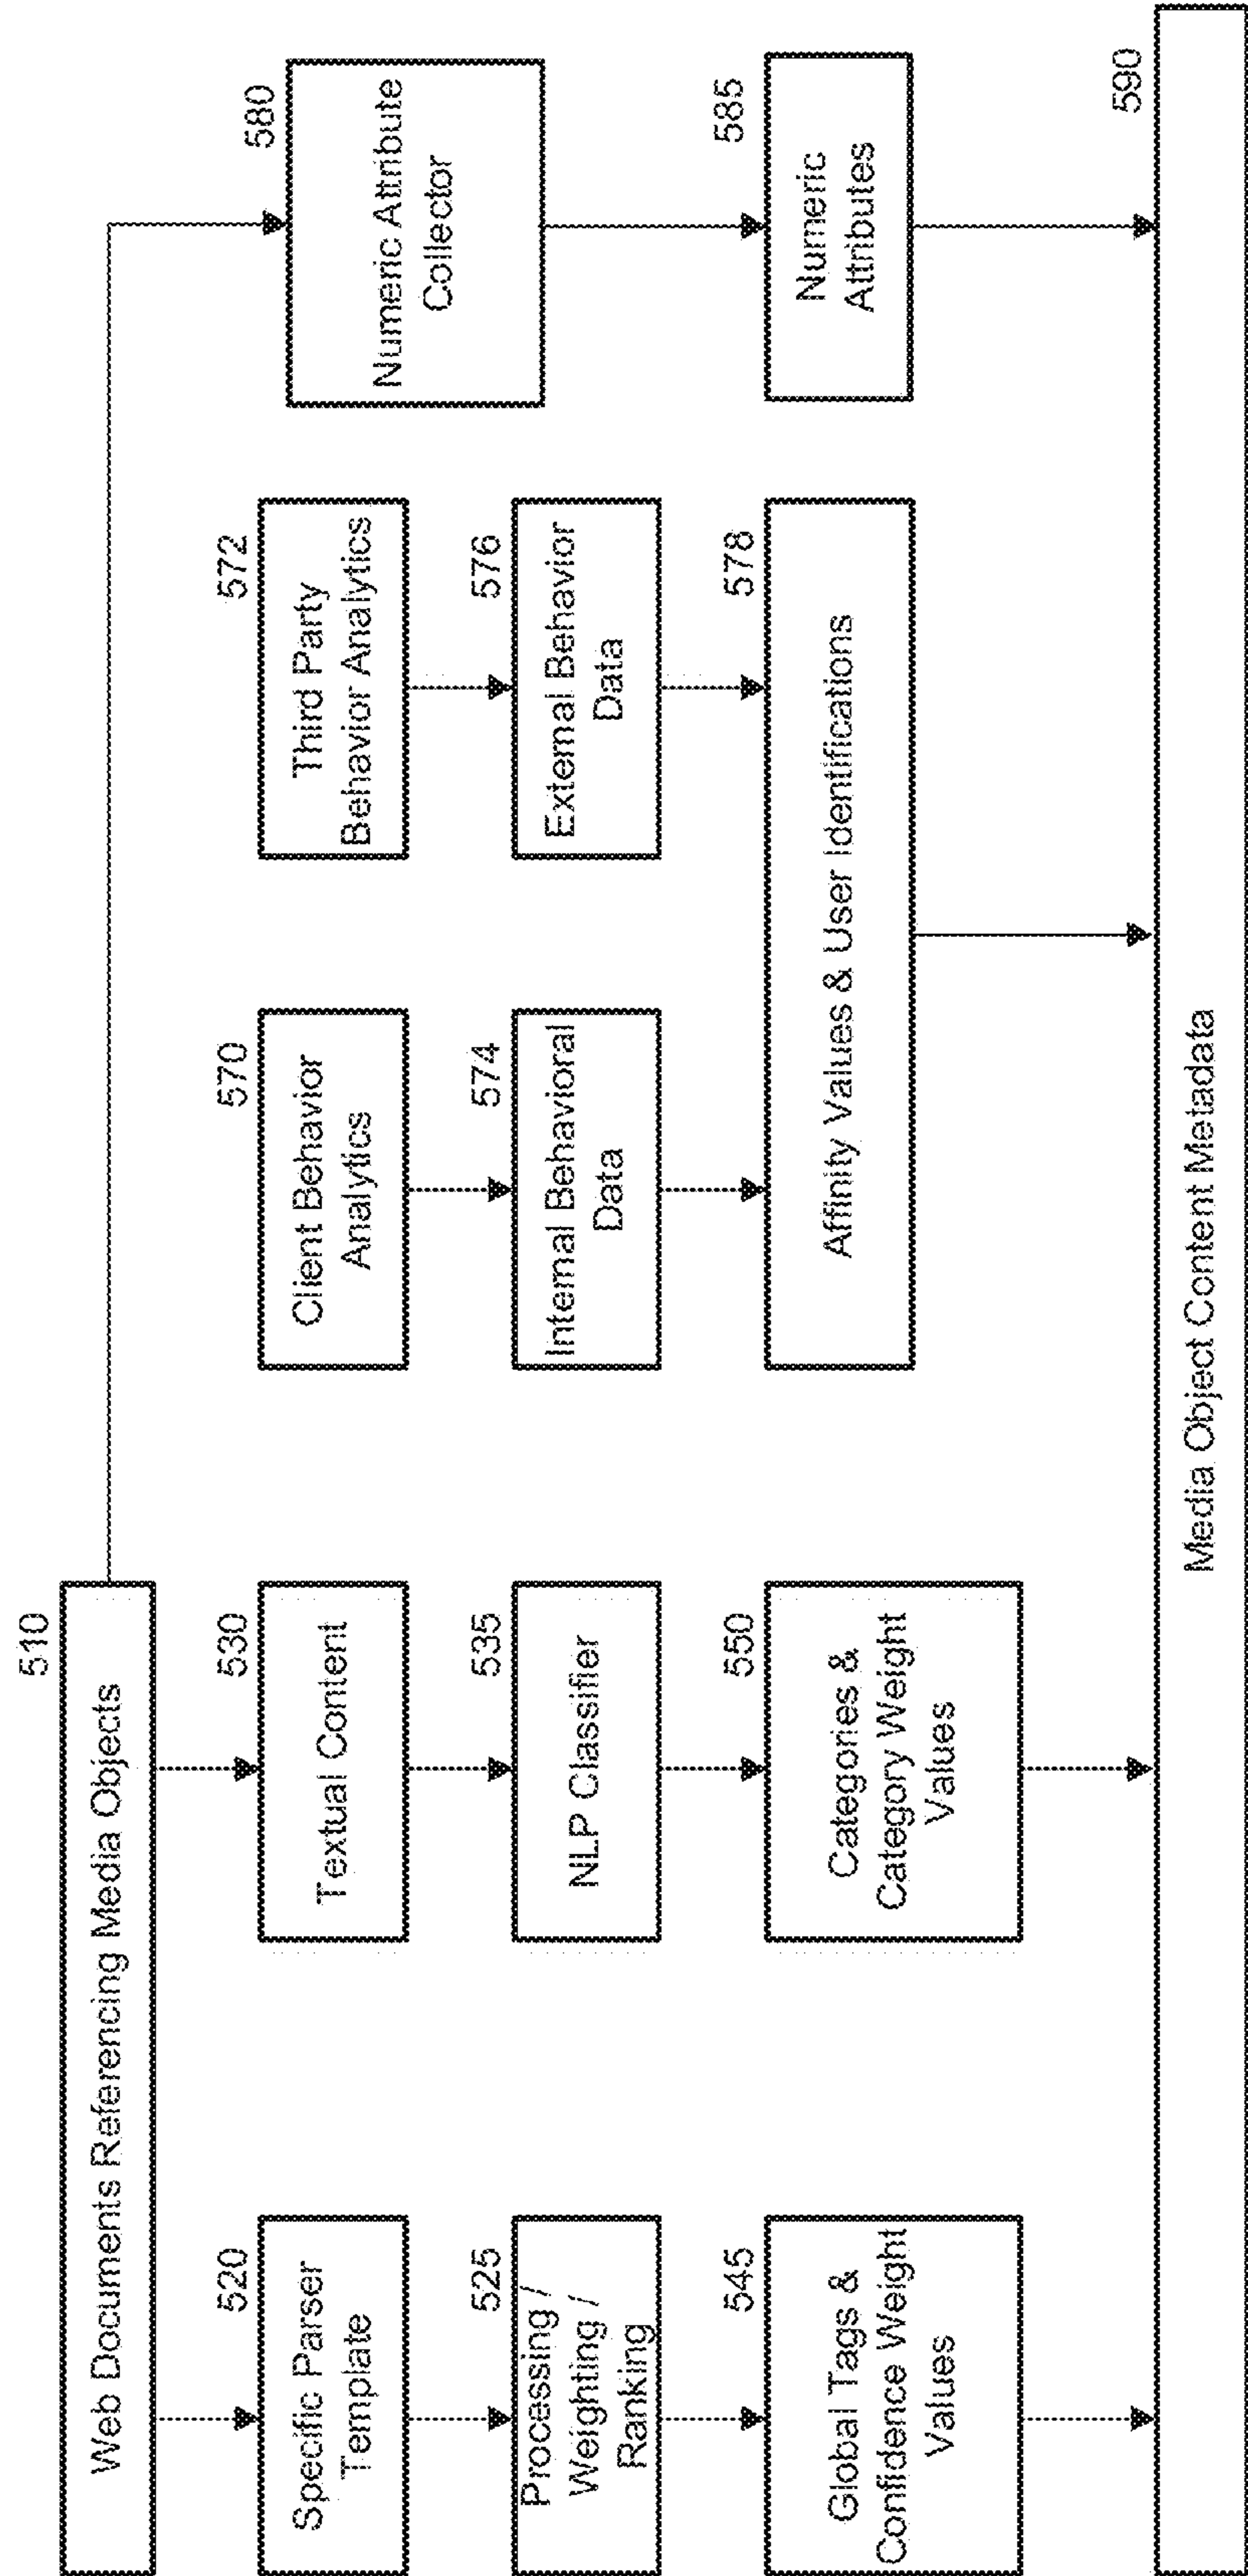 510
Web Documents Referencing Media Objects
520
Specific Parser
Template
530
Textual Content
570
Client Behavior
Analytics
572
Third Party
Behavior Analytics
580
Numeric Attribute
Collector
525
Processing /
Weighting /
Ranking
535
NLP Classifier
574
Internal Behavioral
Data
576
External Behavior
Data
545
Global Tags &
Confidence Weight
Values
550
Categories &
Category Weight
Values
578
Affinity Values & User Identifications
585
Numeric
Attributes
590
Media Object Content Metadata